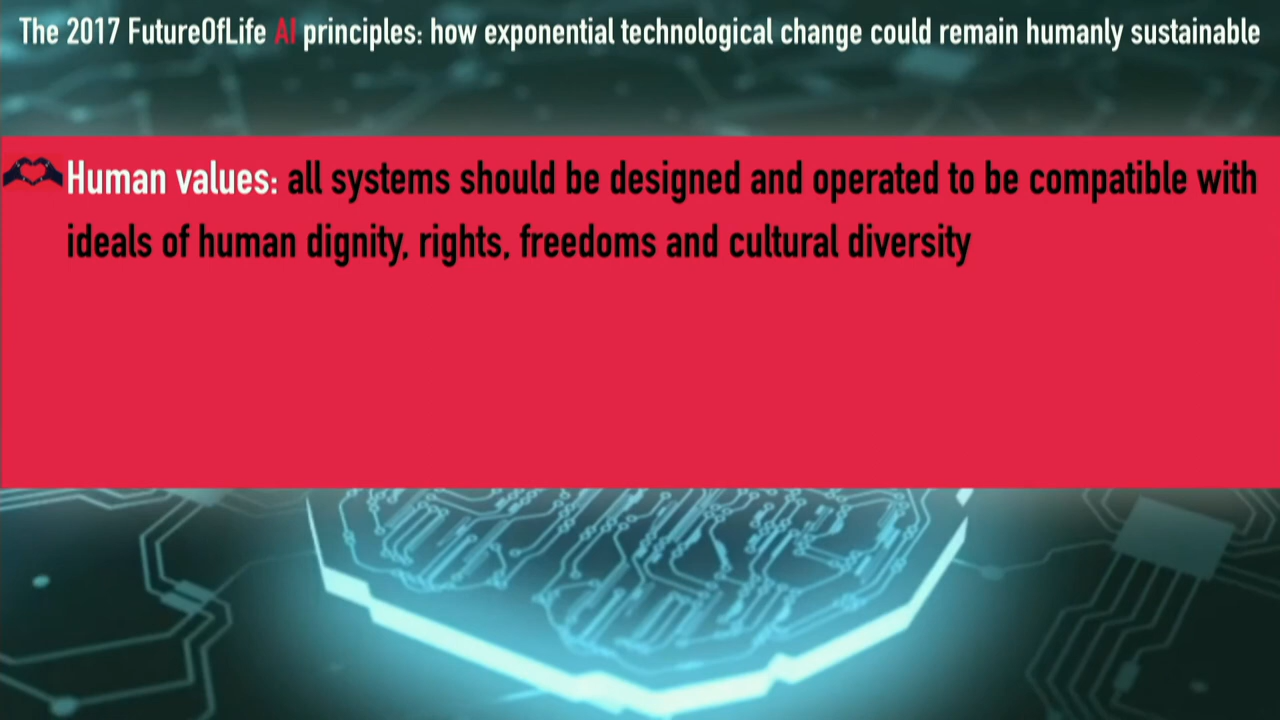 The 2017 FutureOfLife AI principles: how exponential technological change could remain humanly sustainable
Human values: all systems should be designed and operated to be compatible with
ideals of human dignity, rights, freedoms and cultural diversity